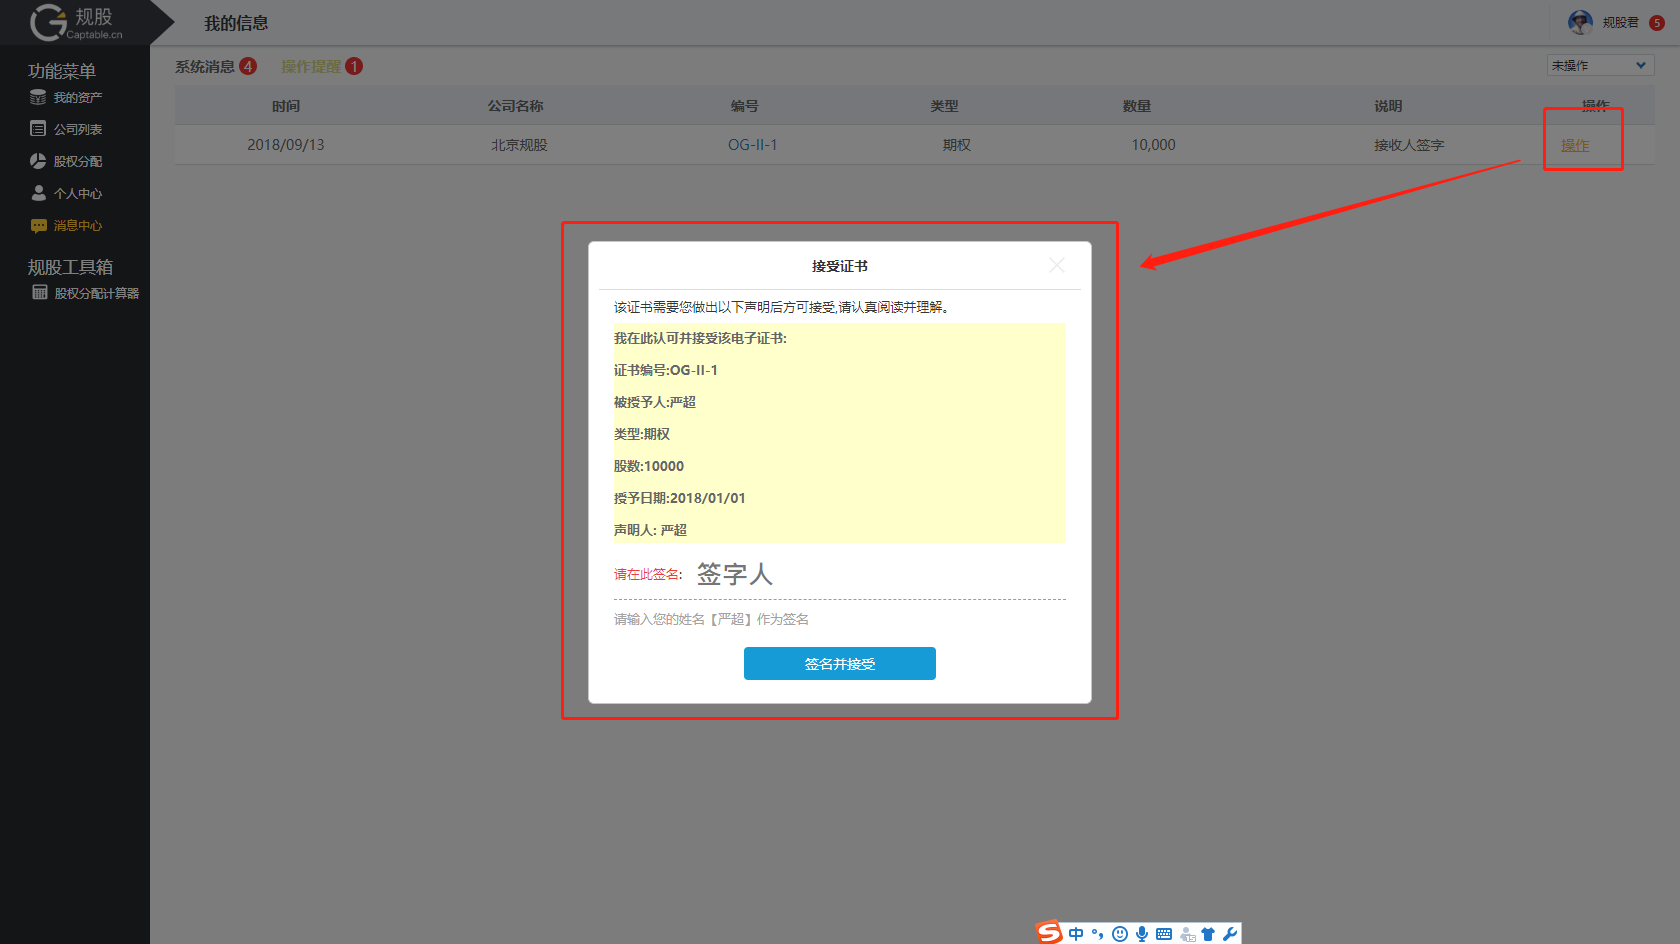 规股
Captable.cn
我的信息
规股君 5
功能菜单
我的资产
公司列表
股权分配
个人中心
消息中心
规股工具箱
股权分配计算器
系统消息 4 操作提醒 1
未操作
时间 公司名称 编号 类型 数量 说明 操作
2018/09/13 北京规股 OG-II-1 期权 10,000 接收人签字 操作
接受证书
该证书需要您做出以下声明后方可接受,请认真阅读并理解。
我在此认可并接受该电子证书:
证书编号:OG-II-1
被授予人:严超
类型:期权
股数:10000
授予日期:2018/01/01
声明人: 严超
请在此签名: 签字人
请输入您的姓名【严超】作为签名
签名并接受
中